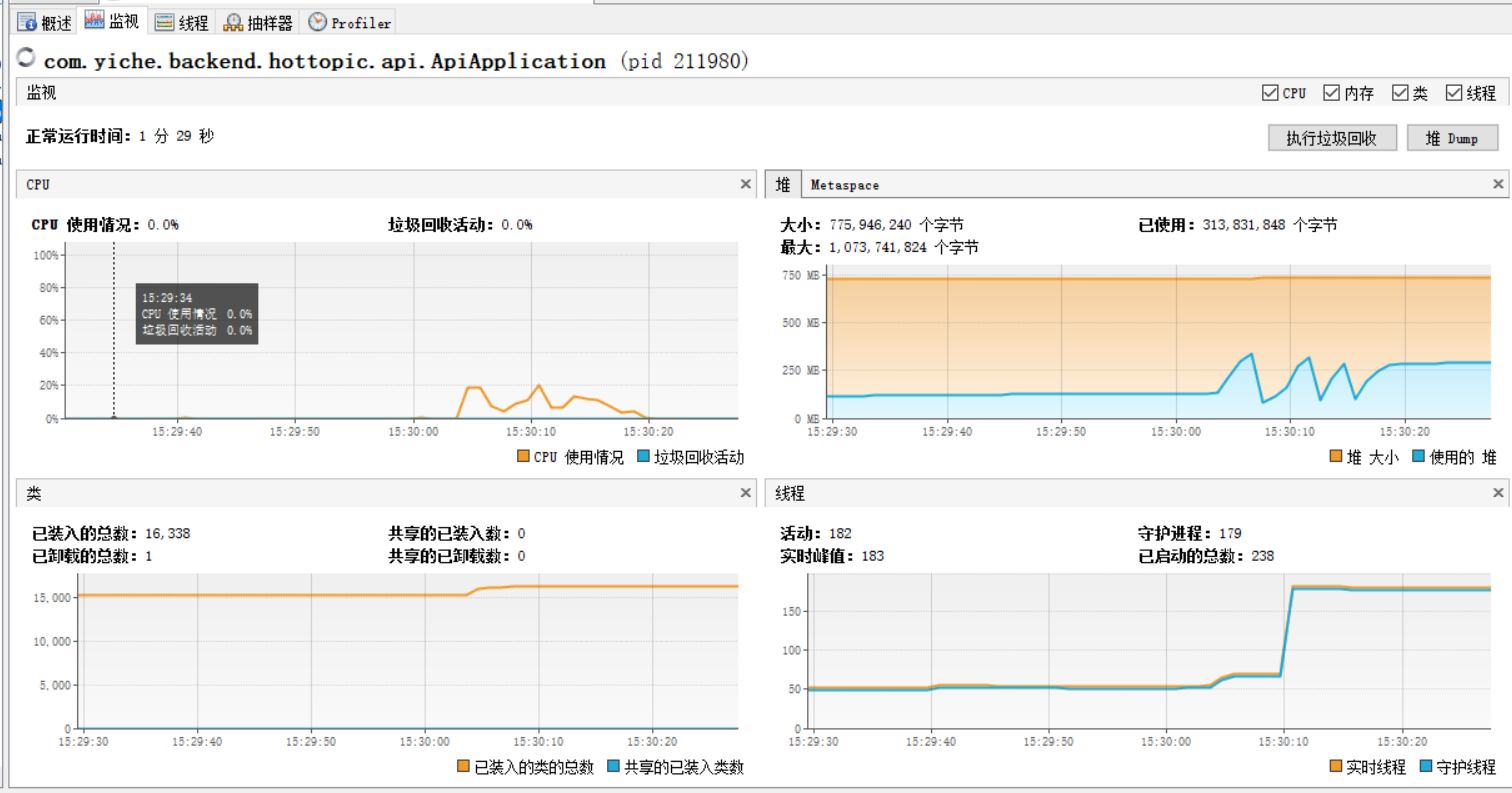 概述 监视 线程 抽样器 Profiler
com.yiche.backend.hottopic.api.ApiApplication (pid 211980)
监视 CPU 内存 类 线程
正常运行时间: 1 分 29 秒 执行垃圾回收 堆 Dump
CPU
CPU 使用情况: 0.0% 垃圾回收活动: 0.0%
100%
80%
60%
40%
20%
0%
15:29:34
CPU 使用情况 0.0%
垃圾回收活动 0.0%
15:29:40 15:29:50 15:30:00 15:30:10 15:30:20
CPU 使用情况 垃圾回收活动
堆 Metaspace
大小: 775,946,240 个字节 已使用: 313,831,848 个字节
最大: 1,073,741,824 个字节
750 MB
500 MB
250 MB
0 MB
15:29:30 15:29:40 15:29:50 15:30:00 15:30:10 15:30:20
堆 大小 使用的 堆
类
已装入的总数: 16,338 共享的已装入数: 0
已卸载的总数: 1 共享的已卸载数: 0
15,000
10,000
5,000
0
15:29:30 15:29:40 15:29:50 15:30:00 15:30:10 15:30:20
已装入的类的总数 共享的已装入类数
线程
活动: 182 守护进程: 179
实时峰值: 183 已启动的总数: 238
150
100
50
0
15:29:30 15:29:40 15:29:50 15:30:00 15:30:10 15:30:20
实时线程 守护线程